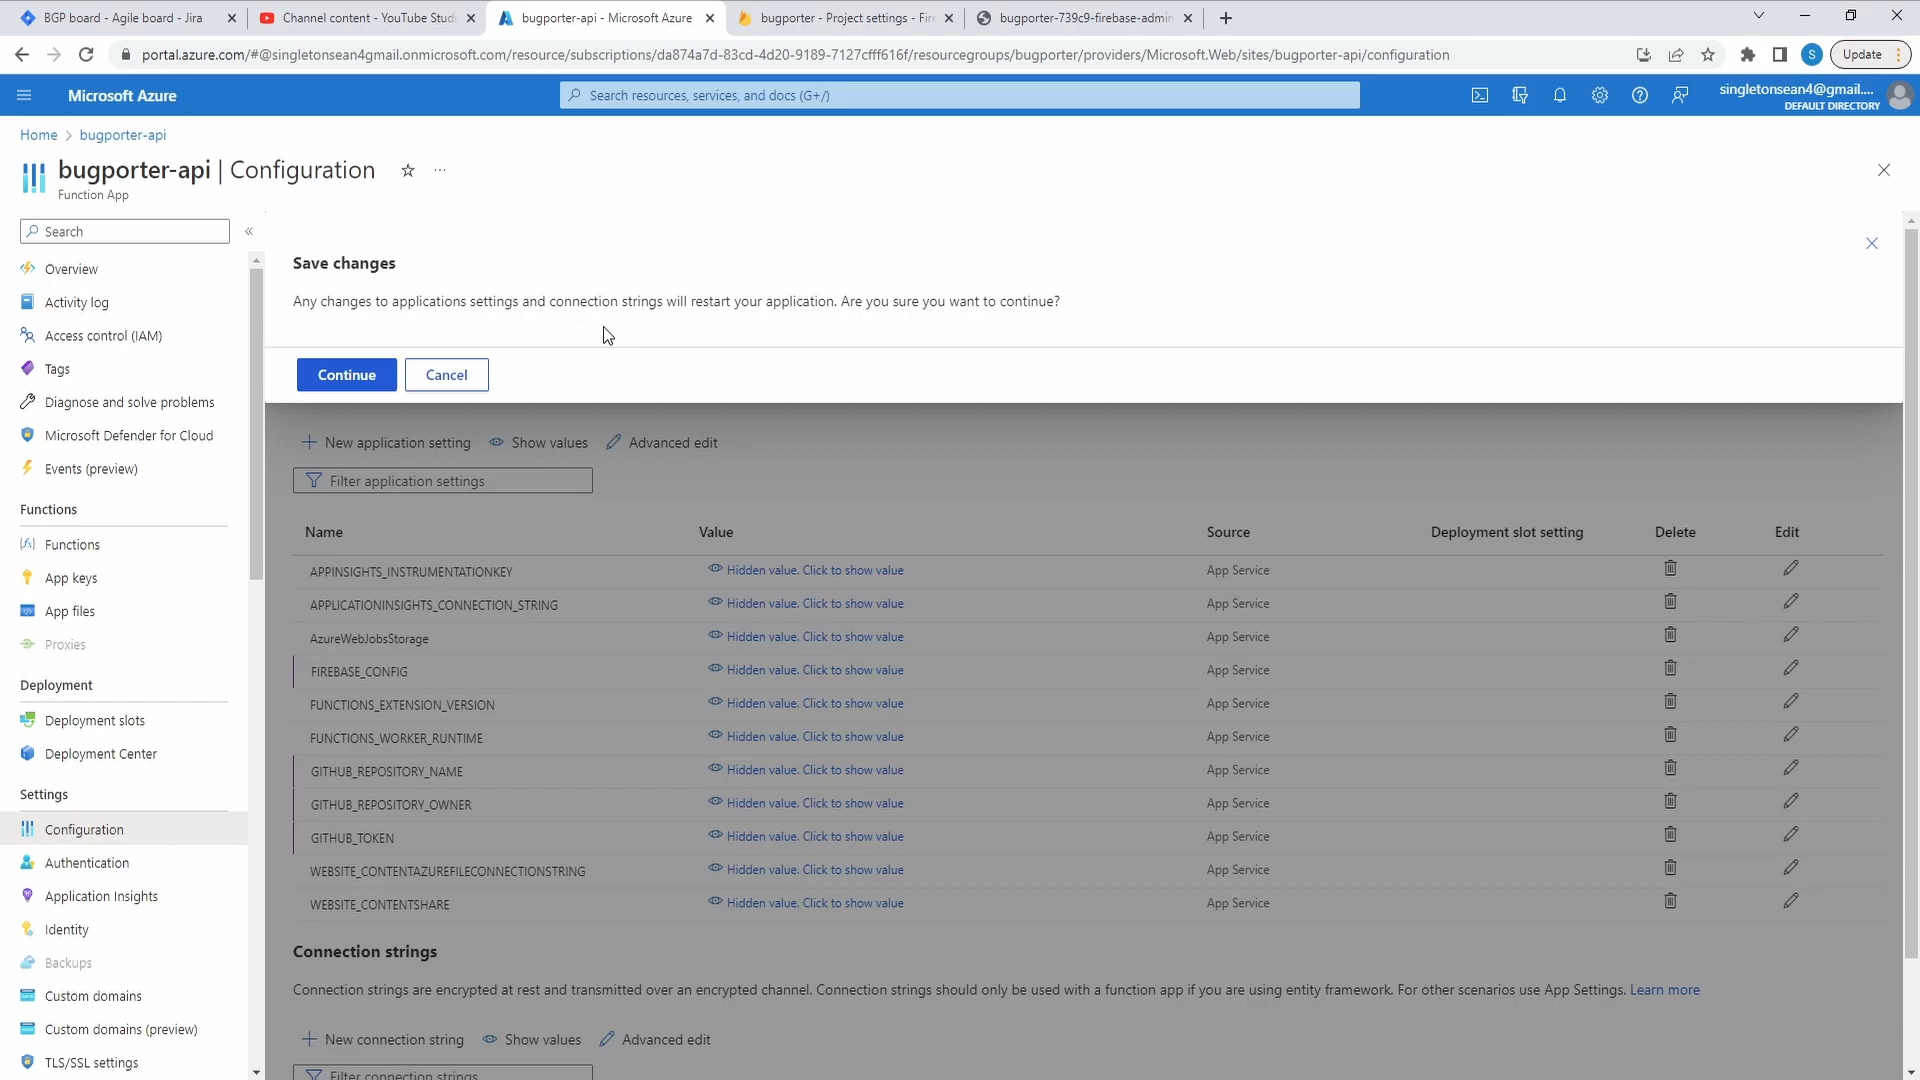 BGP board - Agile board - Jira
Channel content - YouTube Studi
bugporter-api - Microsoft Azure
bugporter - Project settings - Fire
bugporter-739c9-firebase-admin
portal.azure.com/#@singletonsean4gmail.onmicrosoft.com/resource/subscriptions/da874a7d-83cd-4d20-9189-7127cfff616f/resourcegroups/bugporter/providers/Microsoft.Web/sites/bugporter-api/configuration
S
Update
Microsoft Azure
Search resources, services, and docs (G+/)
singletonsean4@gmail....
DEFAULT DIRECTORY
Home > bugporter-api
bugporter-api | Configuration
Function App
Search
Overview
Activity log
Access control (IAM)
Tags
Diagnose and solve problems
Microsoft Defender for Cloud
Events (preview)
Functions
Functions
App keys
App files
Proxies
Deployment
Deployment slots
Deployment Center
Settings
Configuration
Authentication
Application Insights
Identity
Backups
Custom domains
Custom domains (preview)
TLS/SSL settings
Save changes
Any changes to applications settings and connection strings will restart your application. Are you sure you want to continue?
Continue
Cancel
New application setting
Show values
Advanced edit
Filter application settings
Name Value Source Deployment slot setting Delete Edit
APPINSIGHTS_INSTRUMENTATIONKEY Hidden value. Click to show value App Service
APPLICATIONINSIGHTS_CONNECTION_STRING Hidden value. Click to show value App Service
AzureWebJobsStorage Hidden value. Click to show value App Service
FIREBASE_CONFIG Hidden value. Click to show value App Service
FUNCTIONS_EXTENSION_VERSION Hidden value. Click to show value App Service
FUNCTIONS_WORKER_RUNTIME Hidden value. Click to show value App Service
GITHUB_REPOSITORY_NAME Hidden value. Click to show value App Service
GITHUB_REPOSITORY_OWNER Hidden value. Click to show value App Service
GITHUB_TOKEN Hidden value. Click to show value App Service
WEBSITE_CONTENTAZUREFILECONNECTIONSTRING Hidden value. Click to show value App Service
WEBSITE_CONTENTSHARE Hidden value. Click to show value App Service
Connection strings
Connection strings are encrypted at rest and transmitted over an encrypted channel. Connection strings should only be used with a function app if you are using entity framework. For other scenarios use App Settings. Learn more
New connection string
Show values
Advanced edit
Filter connection strings